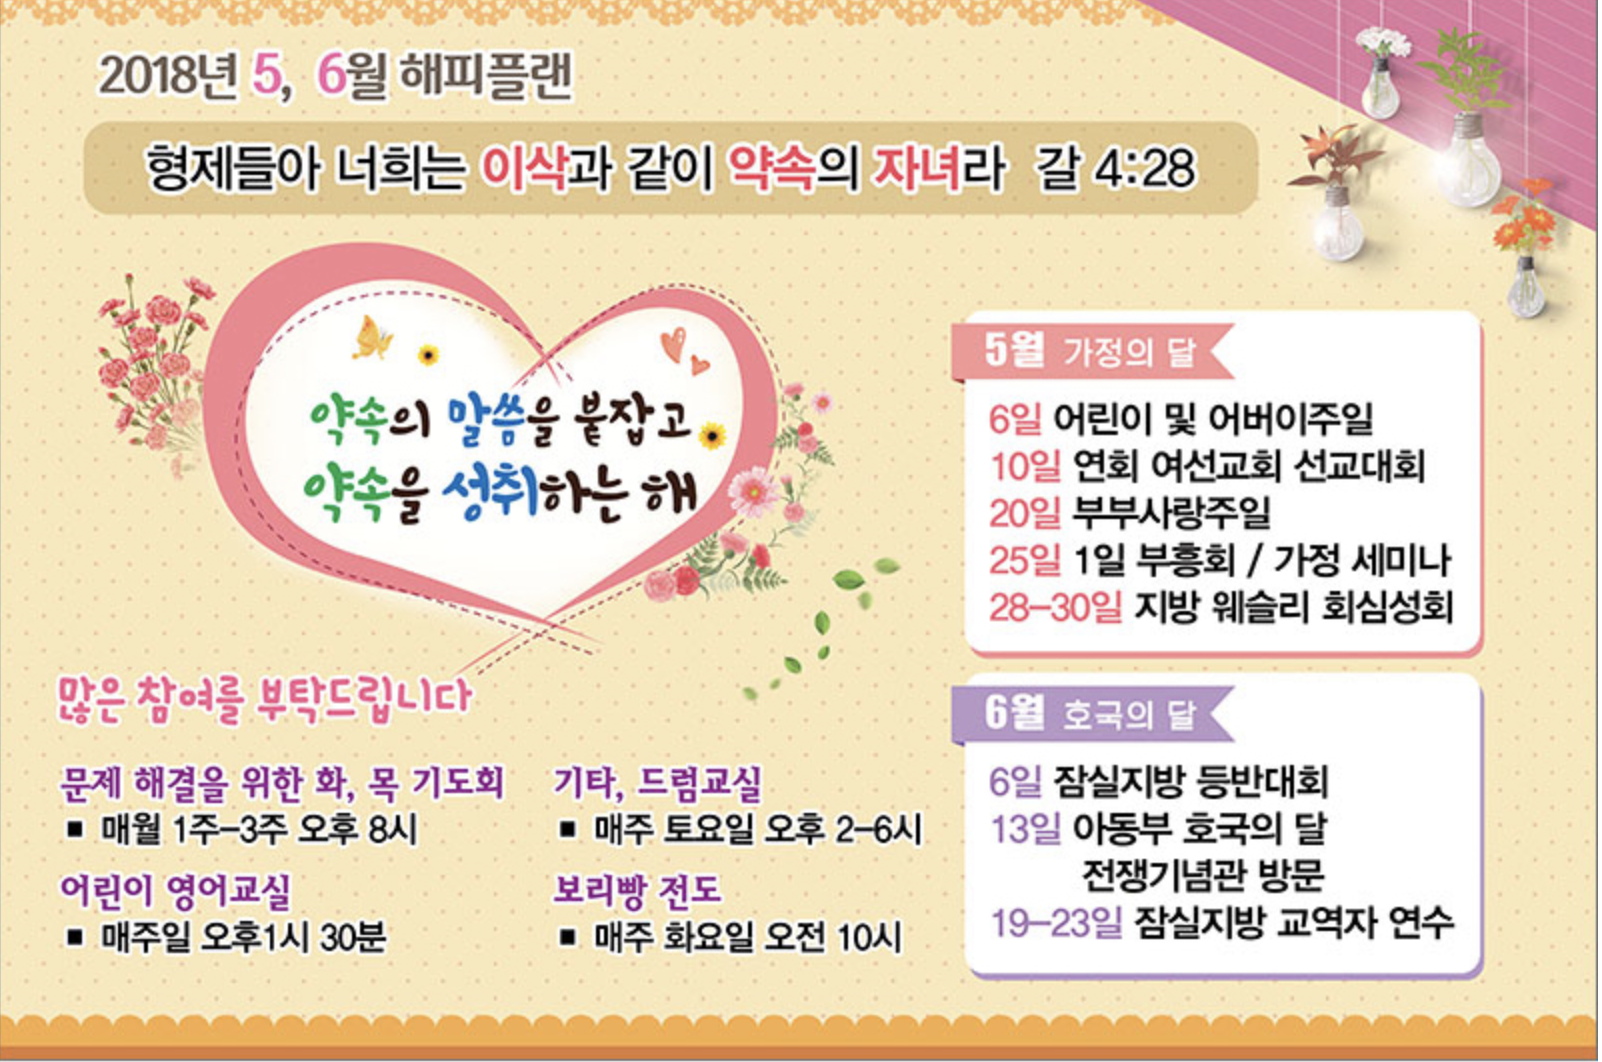 2018년 5, 6월 해피플랜
형제들아 너희는 이삭과 같이 약속의 자녀라 갈 4:28
약속의 말씀을 붙잡고
약속을 성취하는 해
많은 참여를 부탁드립니다
문제 해결을 위한 화, 목 기도회
■ 매월 1주-3주 오후 8시
어린이 영어교실
■ 매주일 오후1시 30분
기타, 드럼교실
■ 매주 토요일 오후 2-6시
보리빵 전도
■ 매주 화요일 오전 10시
5월 가정의 달
6일 어린이 및 어버이주일
10일 연회 여선교회 선교대회
20일 부부사랑주일
25일 1일 부흥회 / 가정 세미나
28-30일 지방 웨슬리 회심성회
6월 호국의 달
6일 잠실지방 등반대회
13일 아동부 호국의 달
전쟁기념관 방문
19-23일 잠실지방 교역자 연수